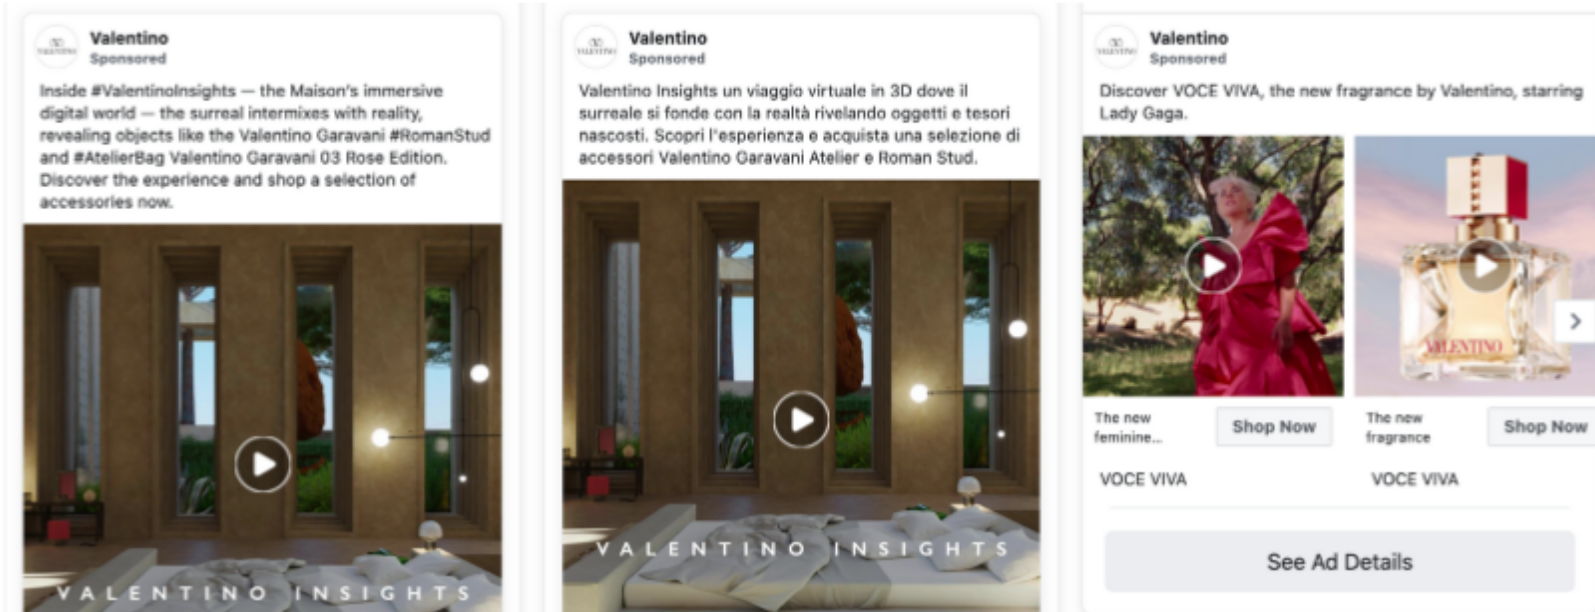 Valentino
Sponsored
Inside #ValentinoInsights — the Maison's immersive
digital world — the surreal intermixes with reality,
revealing objects like the Valentino Garavani #RomanStud
and #AtelierBag Valentino Garavani 03 Rose Edition.
Discover the experience and shop a selection of
accessories now.
VALENTINO INSIGHTS
Valentino
Sponsored
Valentino Insights un viaggio virtuale in 3D dove il
surreale si fonde con la realtà rivelando oggetti e tesori
nascosti. Scopri l'esperienza e acquista una selezione di
accessori Valentino Garavani Atelier e Roman Stud.
VALENTINO INSIGHTS
Valentino
Sponsored
Discover VOCE VIVA, the new fragrance by Valentino, starring
Lady Gaga.
VALENTINO
The new
feminine...
Shop Now
VOCE VIVA
The new
fragrance
Shop Now
VOCE VIVA
See Ad Details